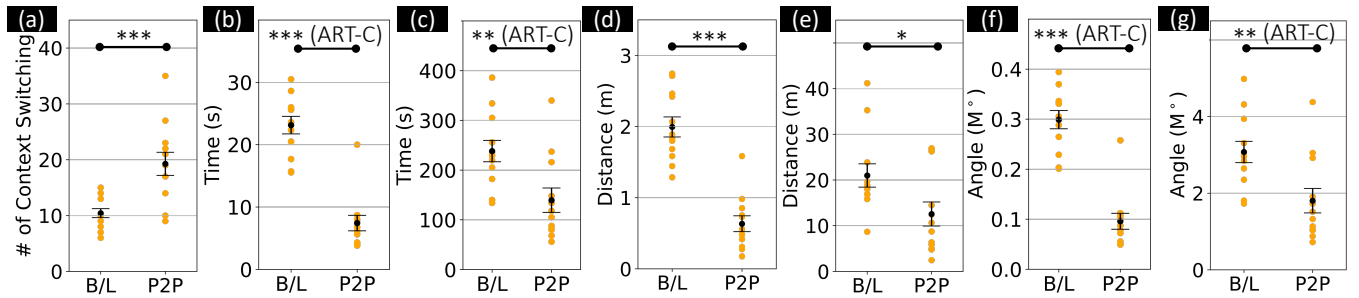 (a)
# of Context Switching
***
40
30
20
10
0
B/L P2P
(b)
Time (s)
*** (ART-C)
30
20
10
0
B/L P2P
(c)
Time (s)
** (ART-C)
400
300
200
100
0
B/L P2P
(d)
Distance (m)
***
3
2
1
0
B/L P2P
(e)
Distance (m)
*
40
30
20
10
0
B/L P2P
(f)
Angle (M°)
*** (ART-C)
0.4
0.3
0.2
0.1
0.0
B/L P2P
(g)
Angle (M°)
** (ART-C)
4
2
0
B/L P2P